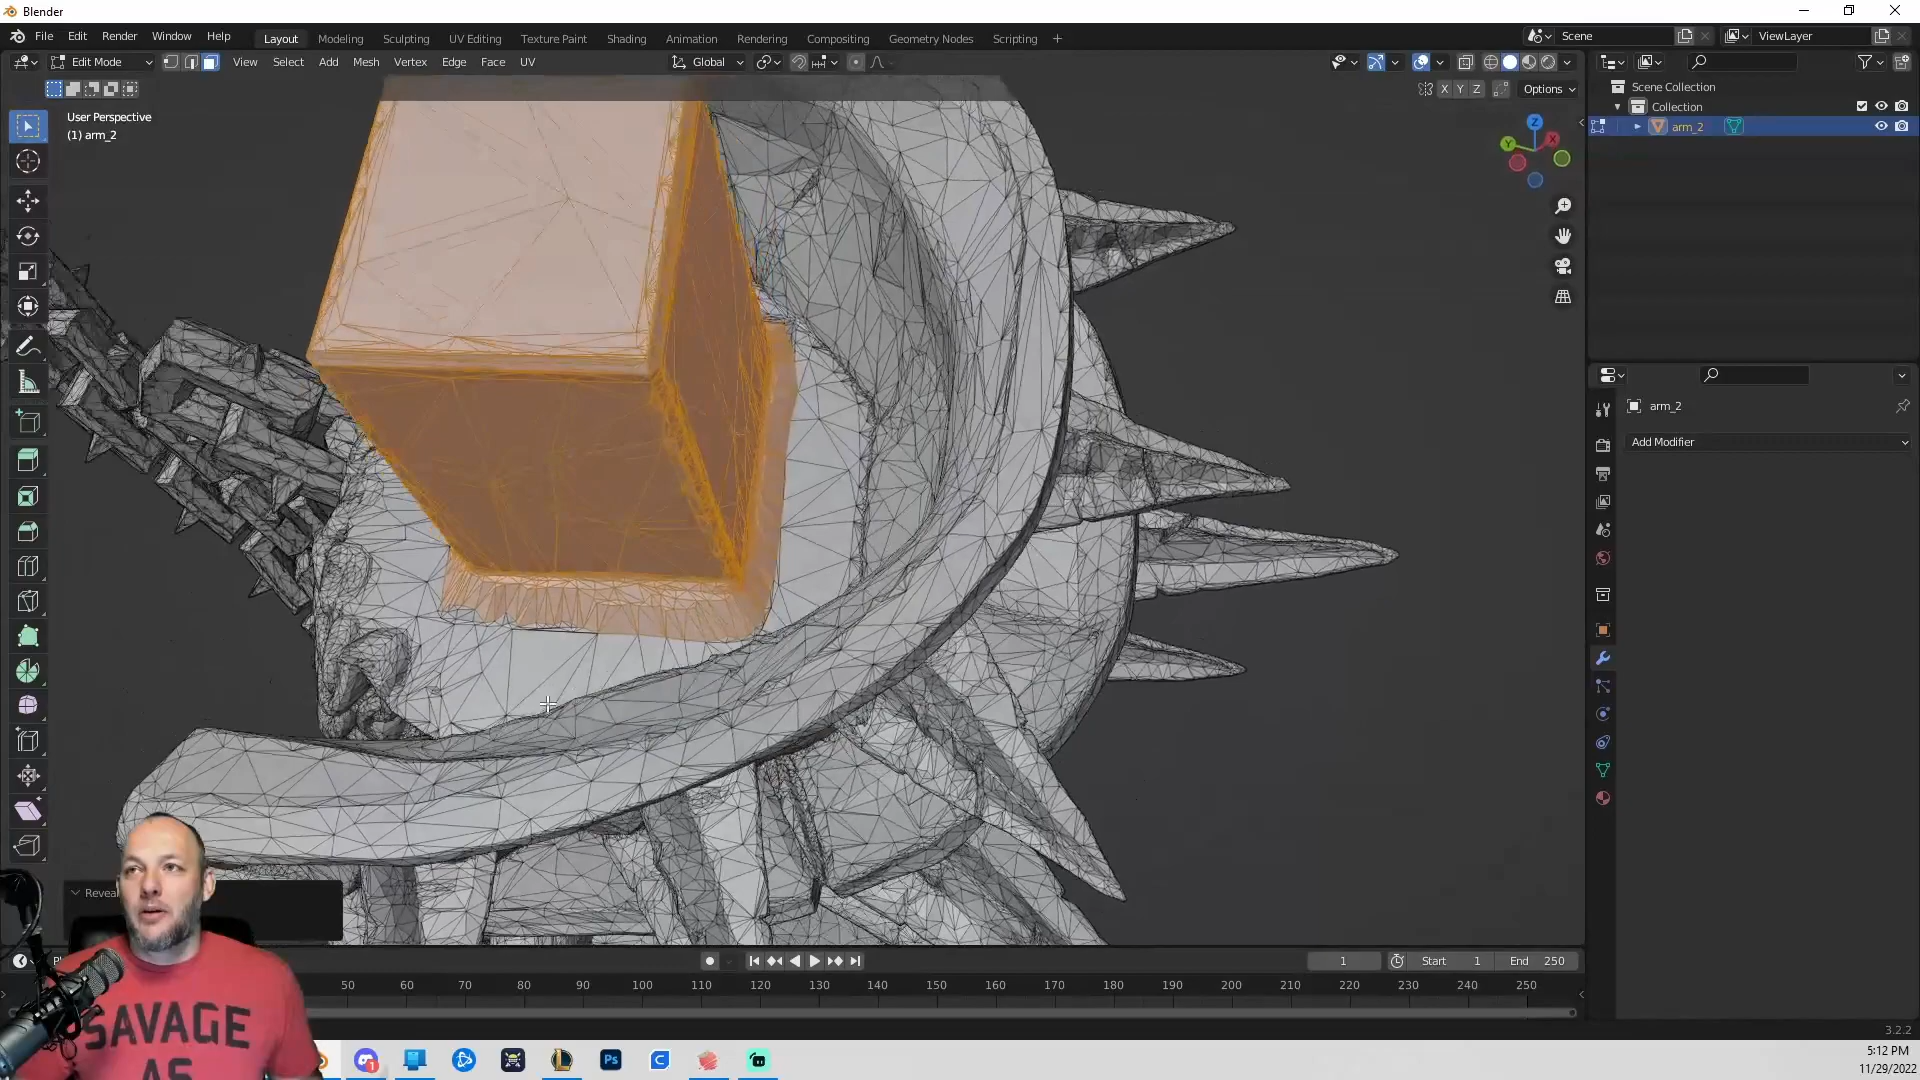 Blender
File Edit Render Window Help Layout Modeling Sculpting UV Editing Texture Paint Shading Animation Rendering Compositing Geometry Nodes Scripting + Scene ViewLayer
Edit Mode View Select Add Mesh Vertex Edge Face UV Global
X Y Z Options
User Perspective
(1) arm_2
Z
Y
X
Scene Collection
Collection
arm_2
arm_2
Add Modifier
SAVAGE
AS
1 Start 1 End 250
50 60 70 80 90 100 110 120 130 140 150 160 170 180 190 200 210 220 230 240 250
3.2.2
1
Ps
5:12 PM
11/29/2022